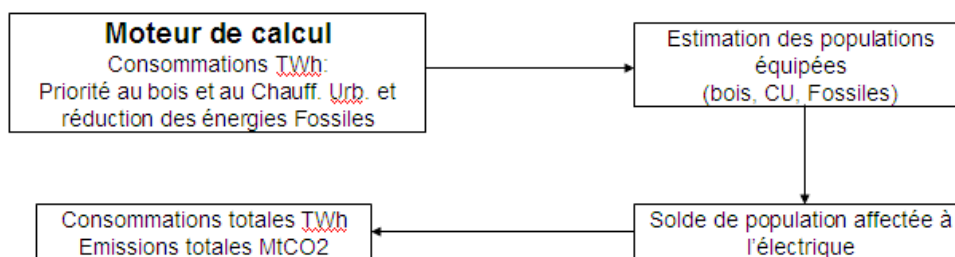 Moteur de calcul
Consommations TWh:
Priorité au bois et au Chauff. Urb. et
réduction des énergies Fossiles
Estimation des populations
équipées
(bois, CU, Fossiles)
Solde de population affectée à
l'électrique
Consommations totales TWh
Emissions totales MtCO2